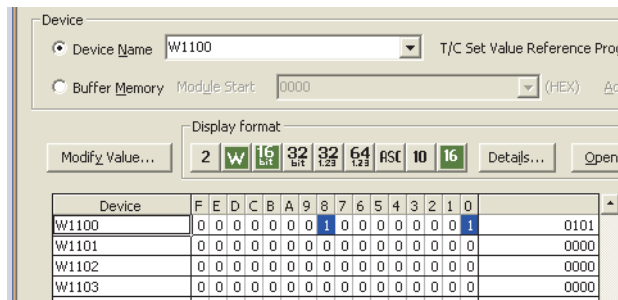 Device
Device Name W1100 T/C Set Value Reference Pro
Buffer Memory Module Start 0000 (HEX)
Display format
Modify Value... 2 W 16 bit 32 bit 32 1.23 64 1.23 ASC 10 16 Details... Open
Device F E D C B A 9 8 7 6 5 4 3 2 1 0
W1100 0 0 0 0 0 0 0 1 0 0 0 0 0 0 0 1 0101
W1101 0 0 0 0 0 0 0 0 0 0 0 0 0 0 0 0 0000
W1102 0 0 0 0 0 0 0 0 0 0 0 0 0 0 0 0 0000
W1103 0 0 0 0 0 0 0 0 0 0 0 0 0 0 0 0 0000